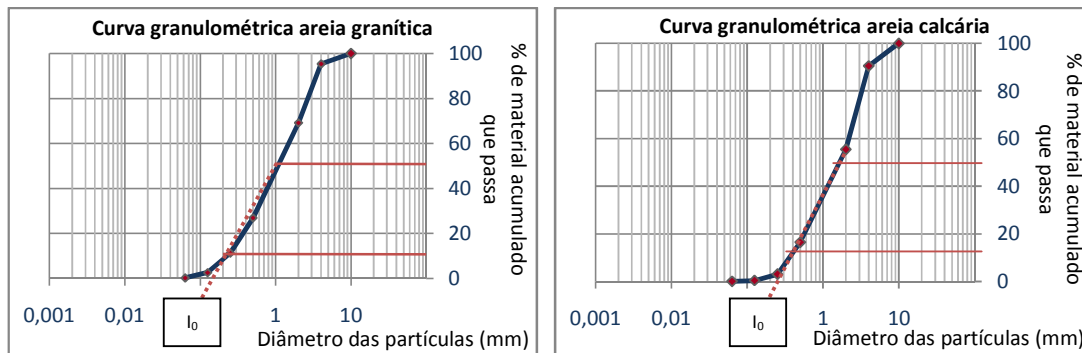 Curva granulométrica areia granítica
100
80
60
40
20
0
% de material acumulado
que passa
0,001
0,01
1
10
I0
Diâmetro das partículas (mm)
Curva granulométrica areia calcária
100
80
60
40
20
0
% de material acumulado
que passa
0,001
0,01
1
10
I0
Diâmetro das partículas (mm)